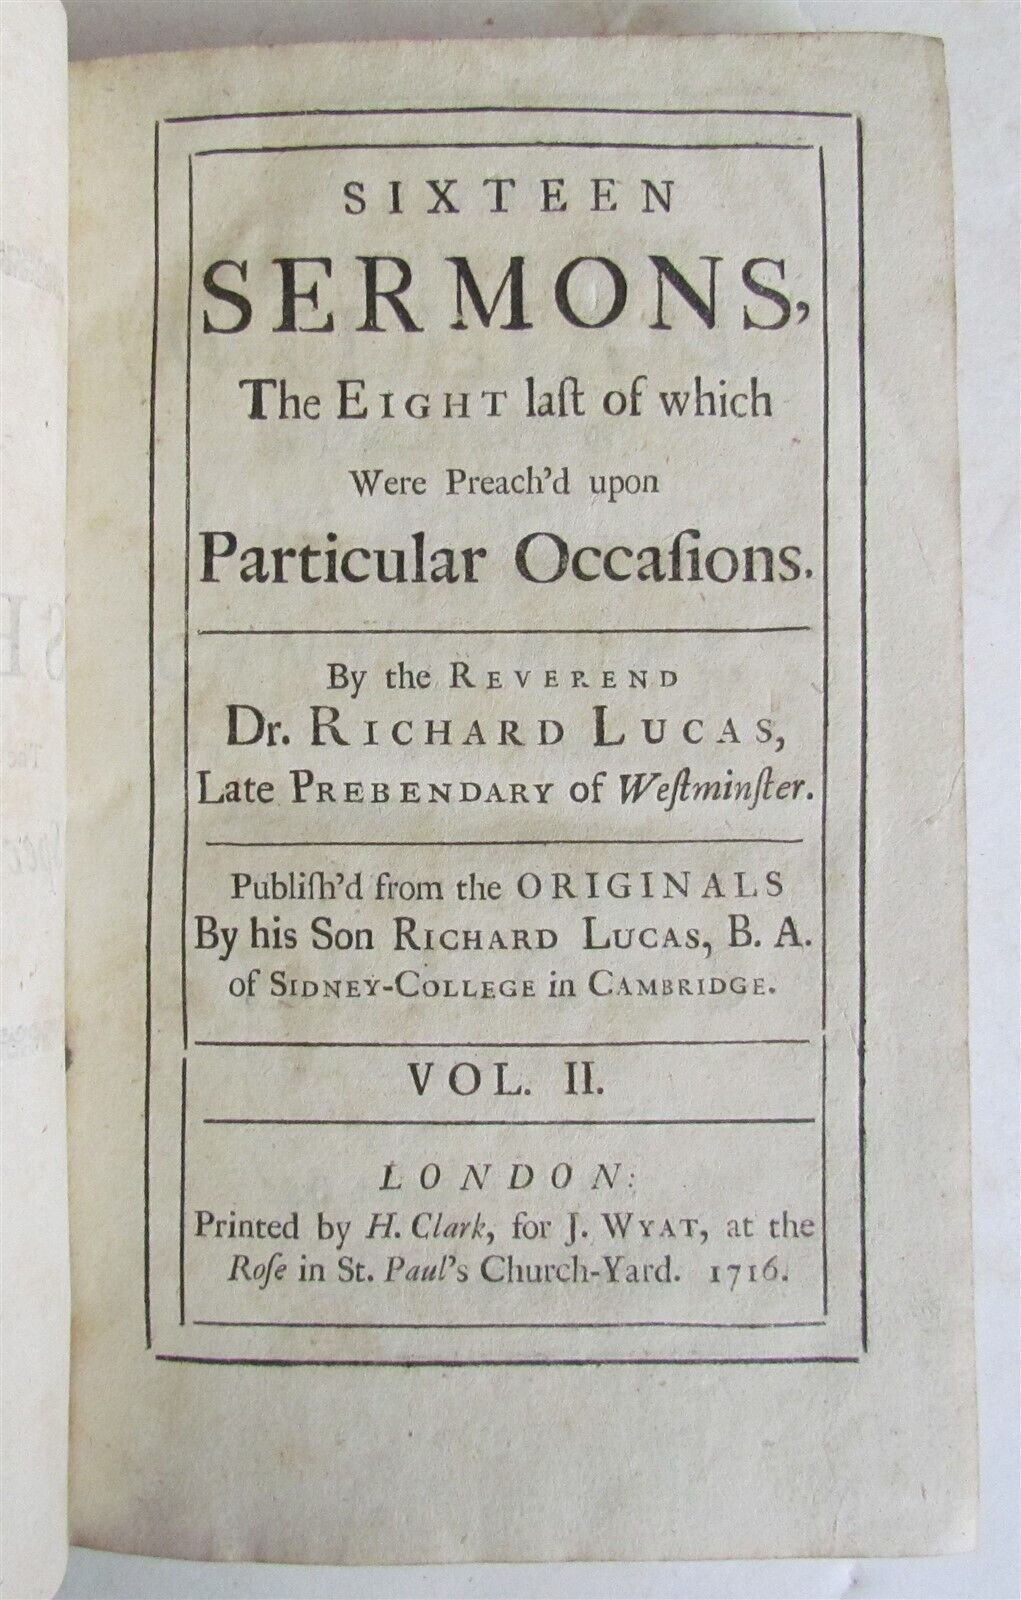 SIXTEEN
SERMONS,
The EIGHT laſt of which
Were Preach'd upon
Particular Occaſions.
By the REVEREND
Dr. RICHARD LUCAS,
Late PREBENDARY of Weſtminſter.
Publiſh'd from the ORIGINALS
By his Son RICHARD LUCAS, B. A.
of SIDNEY-COLLEGE in CAMBRIDGE.
VOL. II.
LONDON:
Printed by H. Clark, for J. WYAT, at the
Roſe in St. Paul's Church-Yard. 1716.